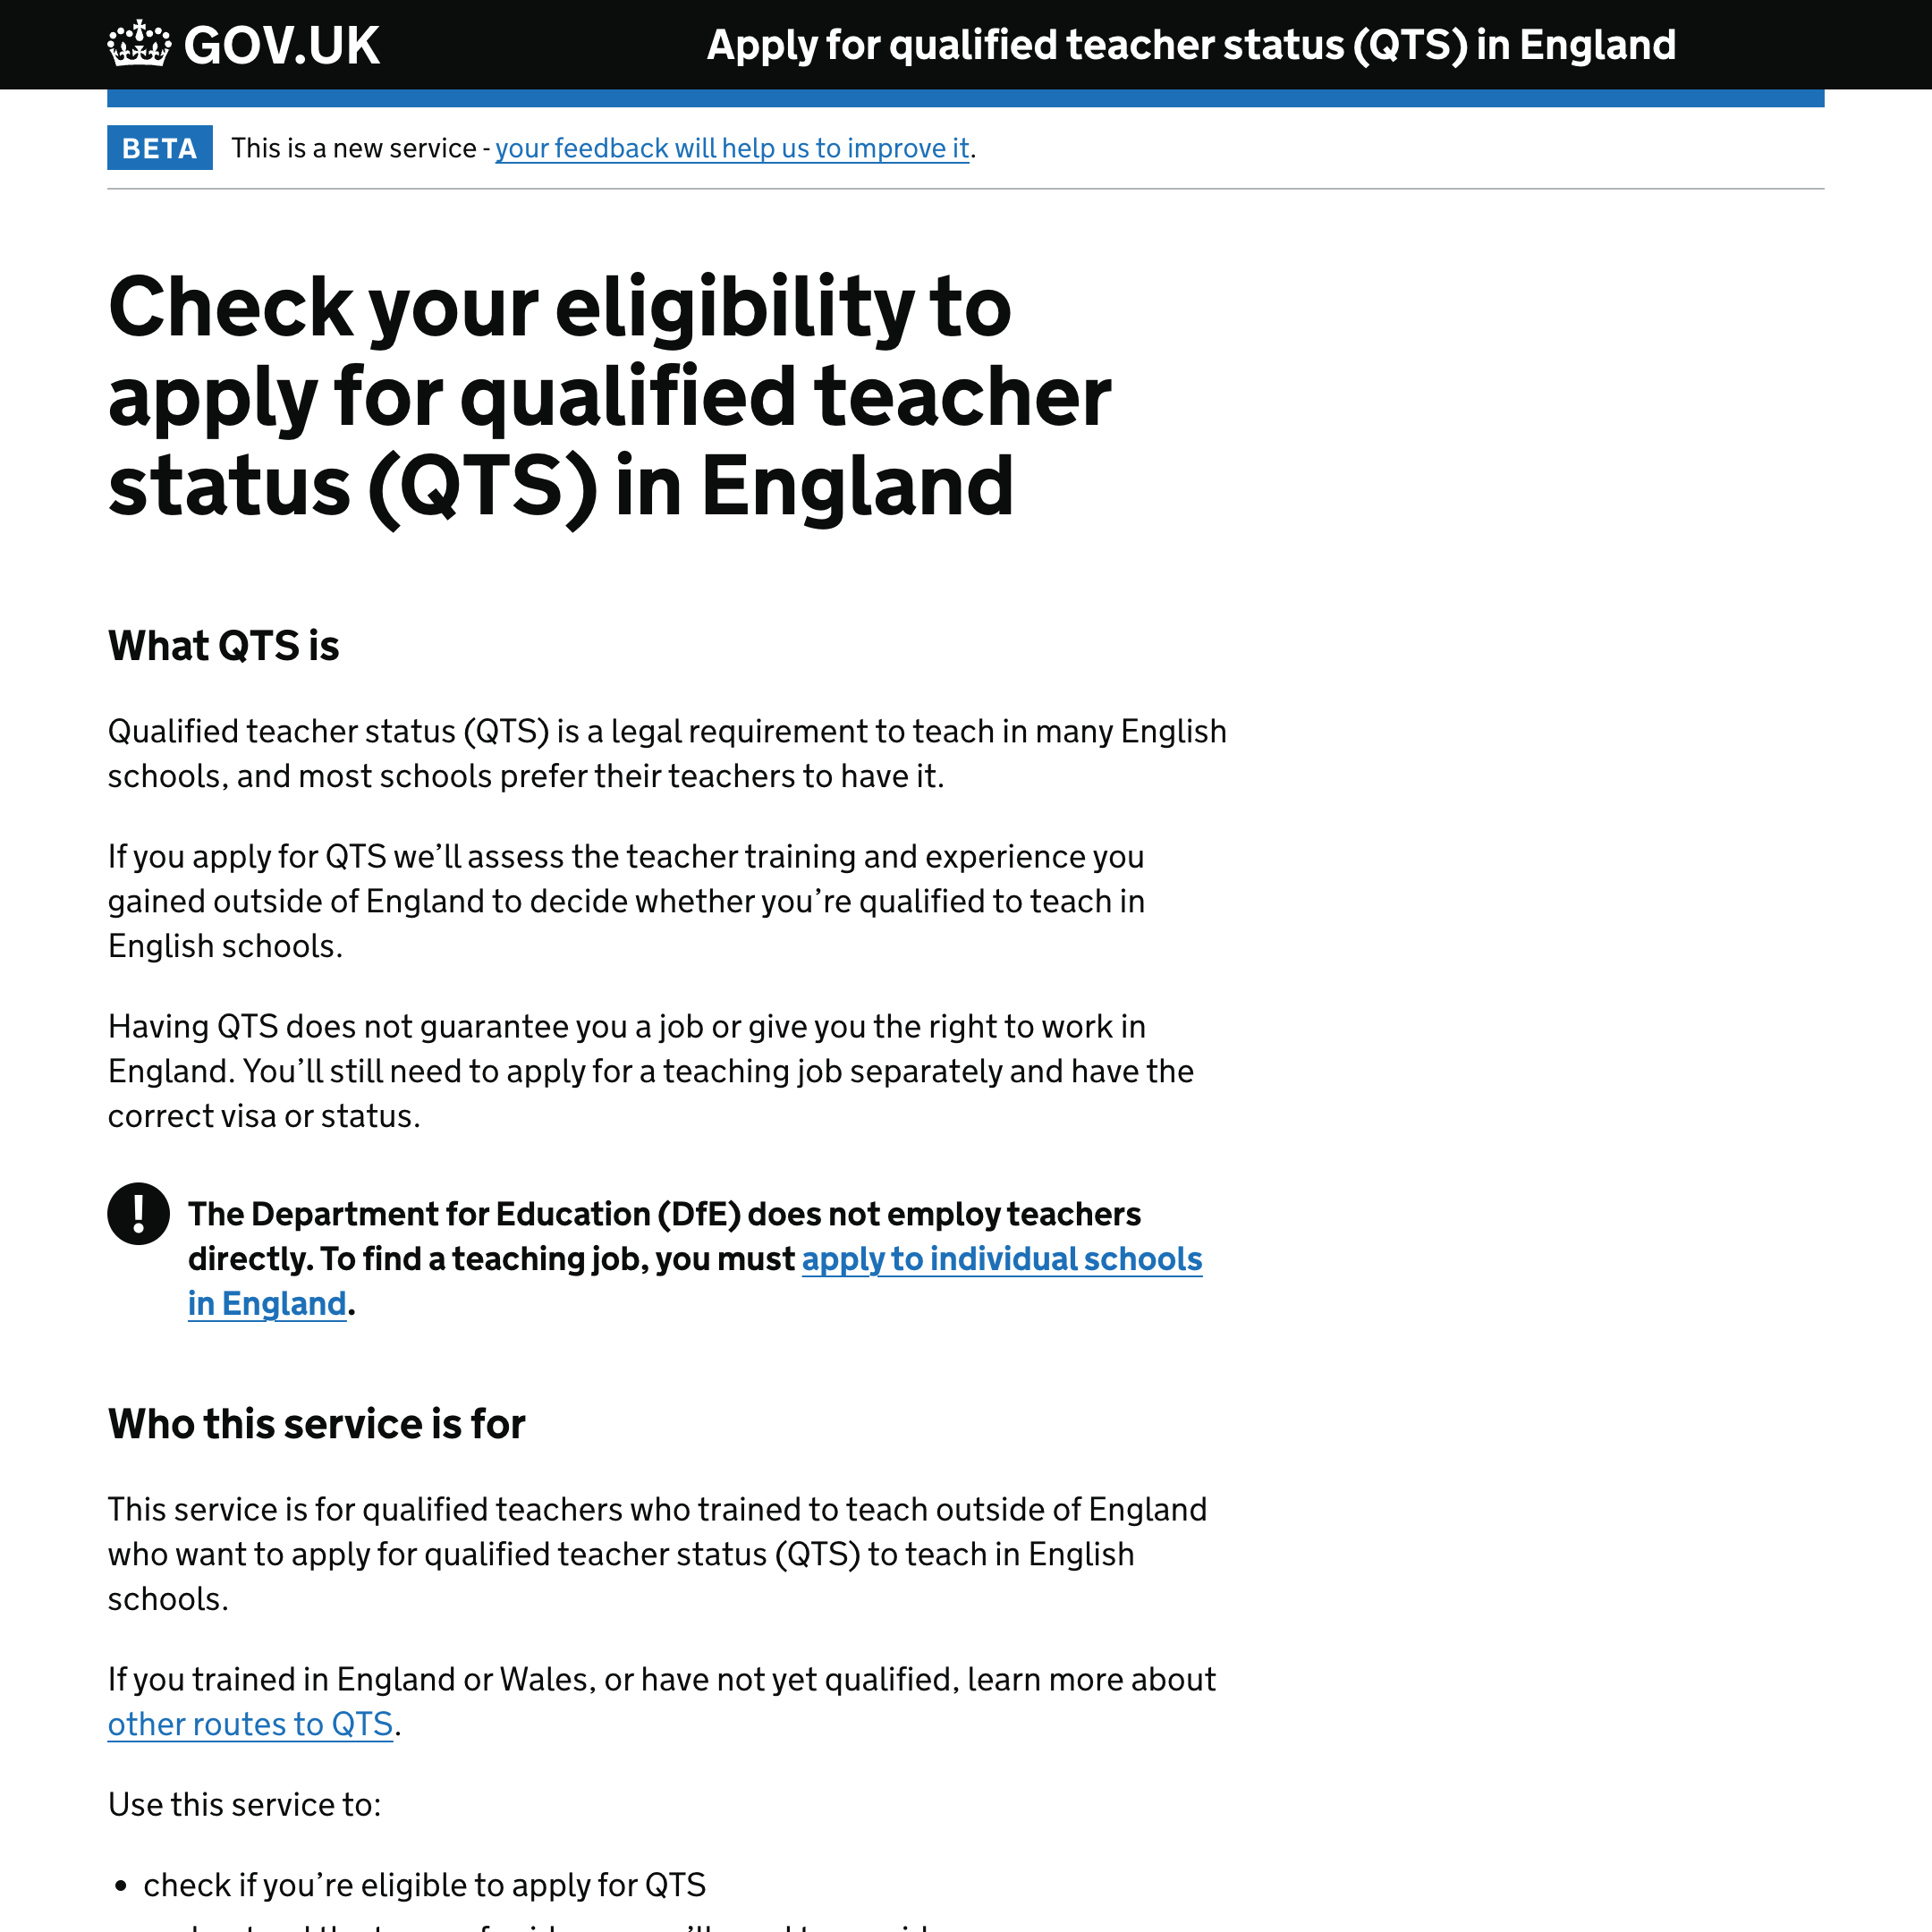 GOV.UK
Apply for qualified teacher status (QTS) in England
BETA
This is a new service - your feedback will help us to improve it.
Check your eligibility to
apply for qualified teacher
status (QTS) in England
What QTS is
Qualified teacher status (QTS) is a legal requirement to teach in many English
schools, and most schools prefer their teachers to have it.
If you apply for QTS we’ll assess the teacher training and experience you
gained outside of England to decide whether you’re qualified to teach in
English schools.
Having QTS does not guarantee you a job or give you the right to work in
England. You’ll still need to apply for a teaching job separately and have the
correct visa or status.
!
The Department for Education (DfE) does not employ teachers
directly. To find a teaching job, you must apply to individual schools
in England.
Who this service is for
This service is for qualified teachers who trained to teach outside of England
who want to apply for qualified teacher status (QTS) to teach in English
schools.
If you trained in England or Wales, or have not yet qualified, learn more about
other routes to QTS.
Use this service to:
• check if you’re eligible to apply for QTS